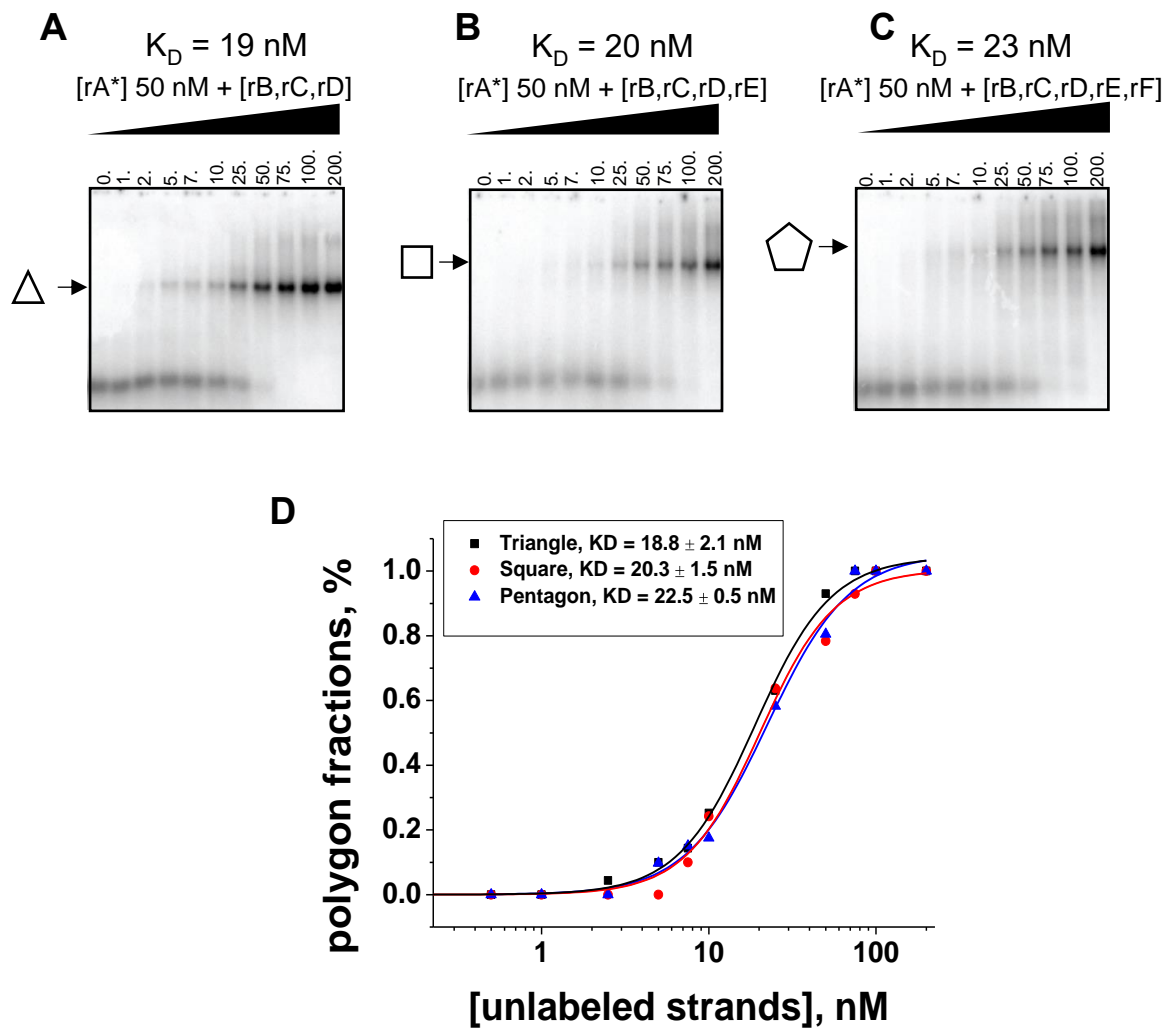 A
K_D = 19 nM
[rA*] 50 nM + [rB,rC,rD]
0. 1. 2. 5. 7. 10. 25. 50. 75. 100. 200.
B
K_D = 20 nM
[rA*] 50 nM + [rB,rC,rD,rE]
0. 1. 2. 5. 7. 10. 25. 50. 75. 100. 200.
C
K_D = 23 nM
[rA*] 50 nM + [rB,rC,rD,rE,rF]
0. 1. 2. 5. 7. 10. 25. 50. 75. 100. 200.
D
Triangle, KD = 18.8 ± 2.1 nM
Square, KD = 20.3 ± 1.5 nM
Pentagon, KD = 22.5 ± 0.5 nM
polygon fractions, %
1.0
0.8
0.6
0.4
0.2
0.0
1 10 100
[unlabeled strands], nM